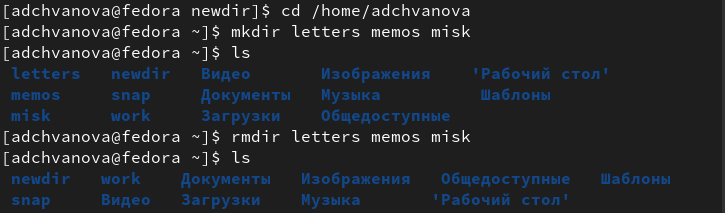 [adchvanova@fedora newdir]$ cd /home/adchvanova
[adchvanova@fedora ~]$ mkdir letters memos misk
[adchvanova@fedora ~]$ ls
letters newdir Видео Изображения 'Рабочий стол'
memos snap Документы Музыка Шаблоны
misk work Загрузки Общедоступные
[adchvanova@fedora ~]$ rmdir letters memos misk
[adchvanova@fedora ~]$ ls
newdir work Документы Изображения Общедоступные Шаблоны
snap Видео Загрузки Музыка 'Рабочий стол'